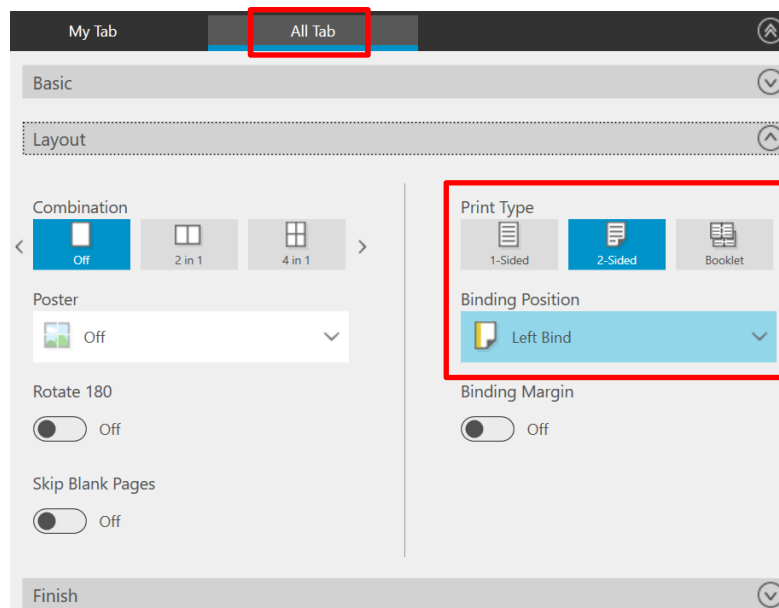 My Tab
All Tab
Basic
Layout
Combination
Off
2 in 1
4 in 1
Poster
Off
Rotate 180
Off
Skip Blank Pages
Off
Print Type
1-Sided
2-Sided
Booklet
Binding Position
Left Bind
Binding Margin
Off
Finish